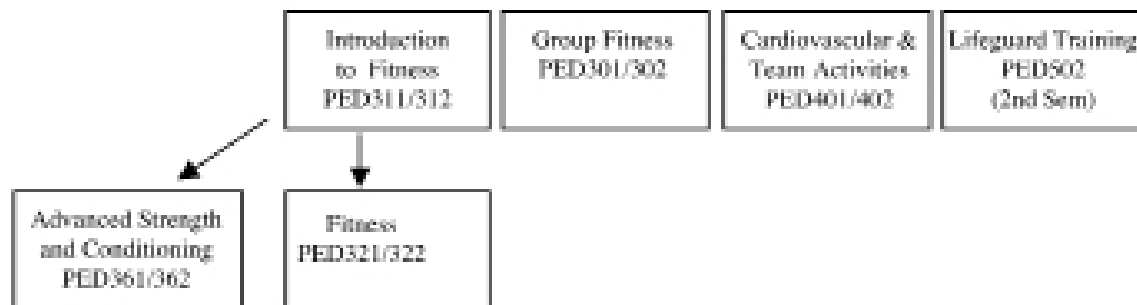 Introduction
to Fitness
PED311/312
Group Fitness
PED301/302
Cardiovascular &
Team Activities
PED401/402
Lifeguard Training
PED502
(2nd Sem)
Advanced Strength
and Conditioning
PED361/362
Fitness
PED321/322